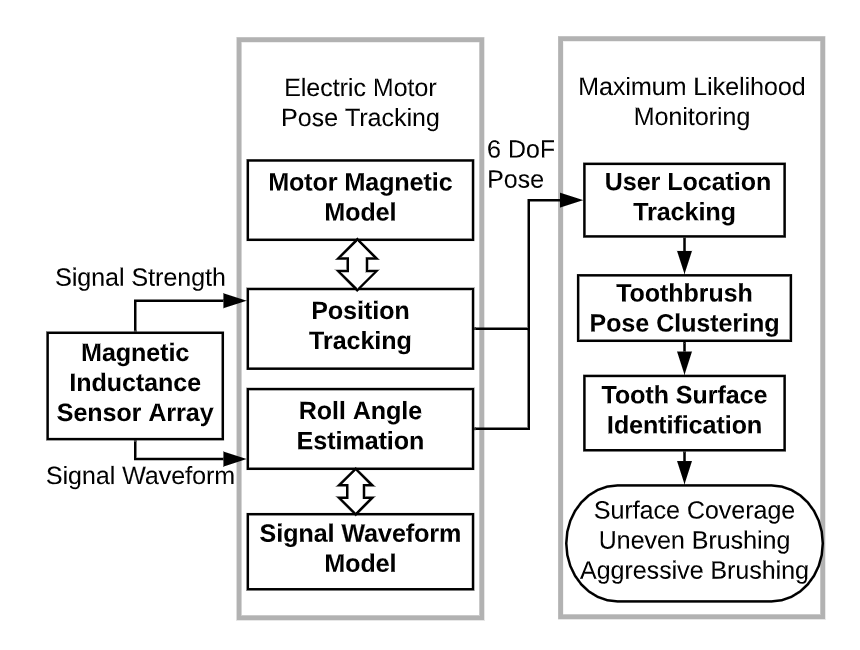 Signal Strength
Magnetic
Inductance
Sensor Array
Signal Waveform
Electric Motor
Pose Tracking
Motor Magnetic
Model
Position
Tracking
Roll Angle
Estimation
Signal Waveform
Model
6 DoF
Pose
Maximum Likelihood
Monitoring
User Location
Tracking
Toothbrush
Pose Clustering
Tooth Surface
Identification
Surface Coverage
Uneven Brushing
Aggressive Brushing